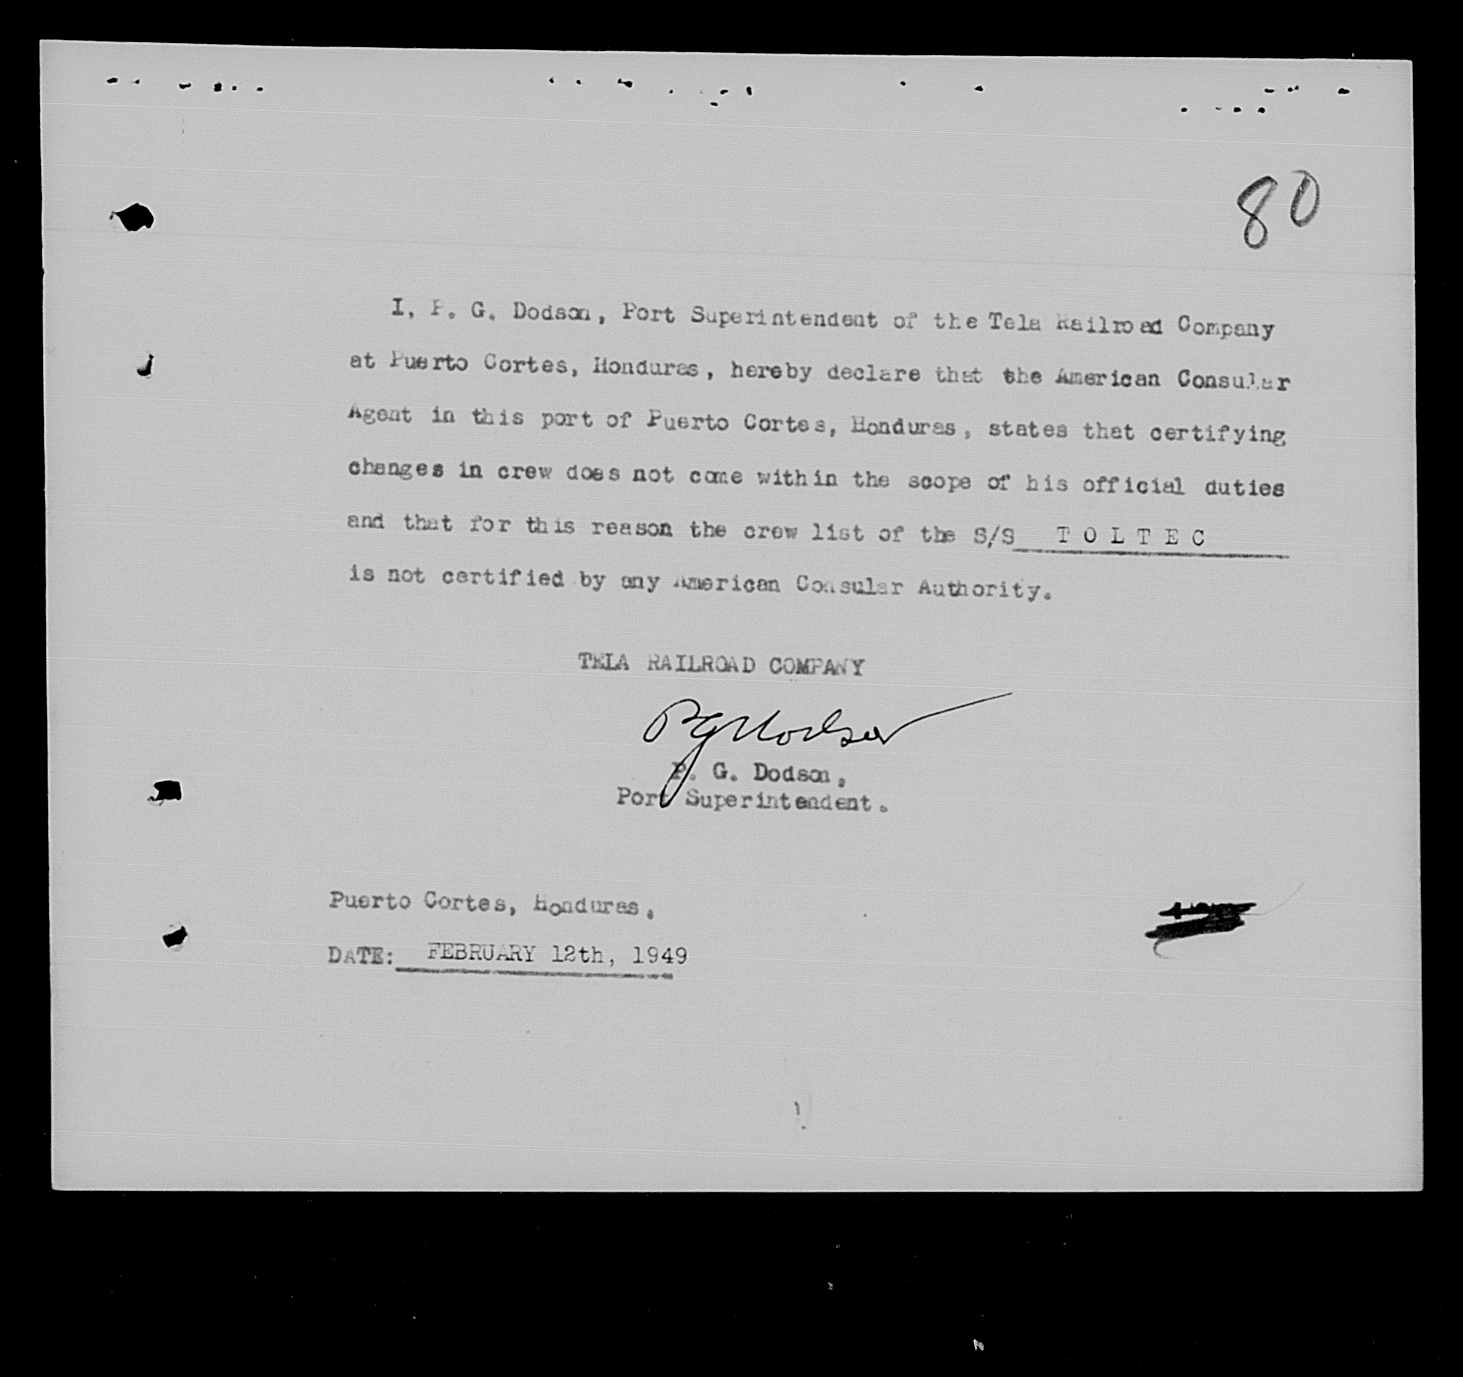 80
I, P. G. Dodson, Port Superintendent of the Tela Railroad Company
at Puerto Cortes, Honduras, hereby declare that the American Consular
Agent in this port of Puerto Cortes, Honduras, states that certifying
changes in crew does not come within the scope of his official duties
and that for this reason the crew list of the S/S T O L T E C
is not certified by any American Consular Authority.
TELA RAILROAD COMPANY
P G Dodson
P. G. Dodson,
Port Superintendent.
Puerto Cortes, Honduras.
DATE: FEBRUARY 12th, 1949